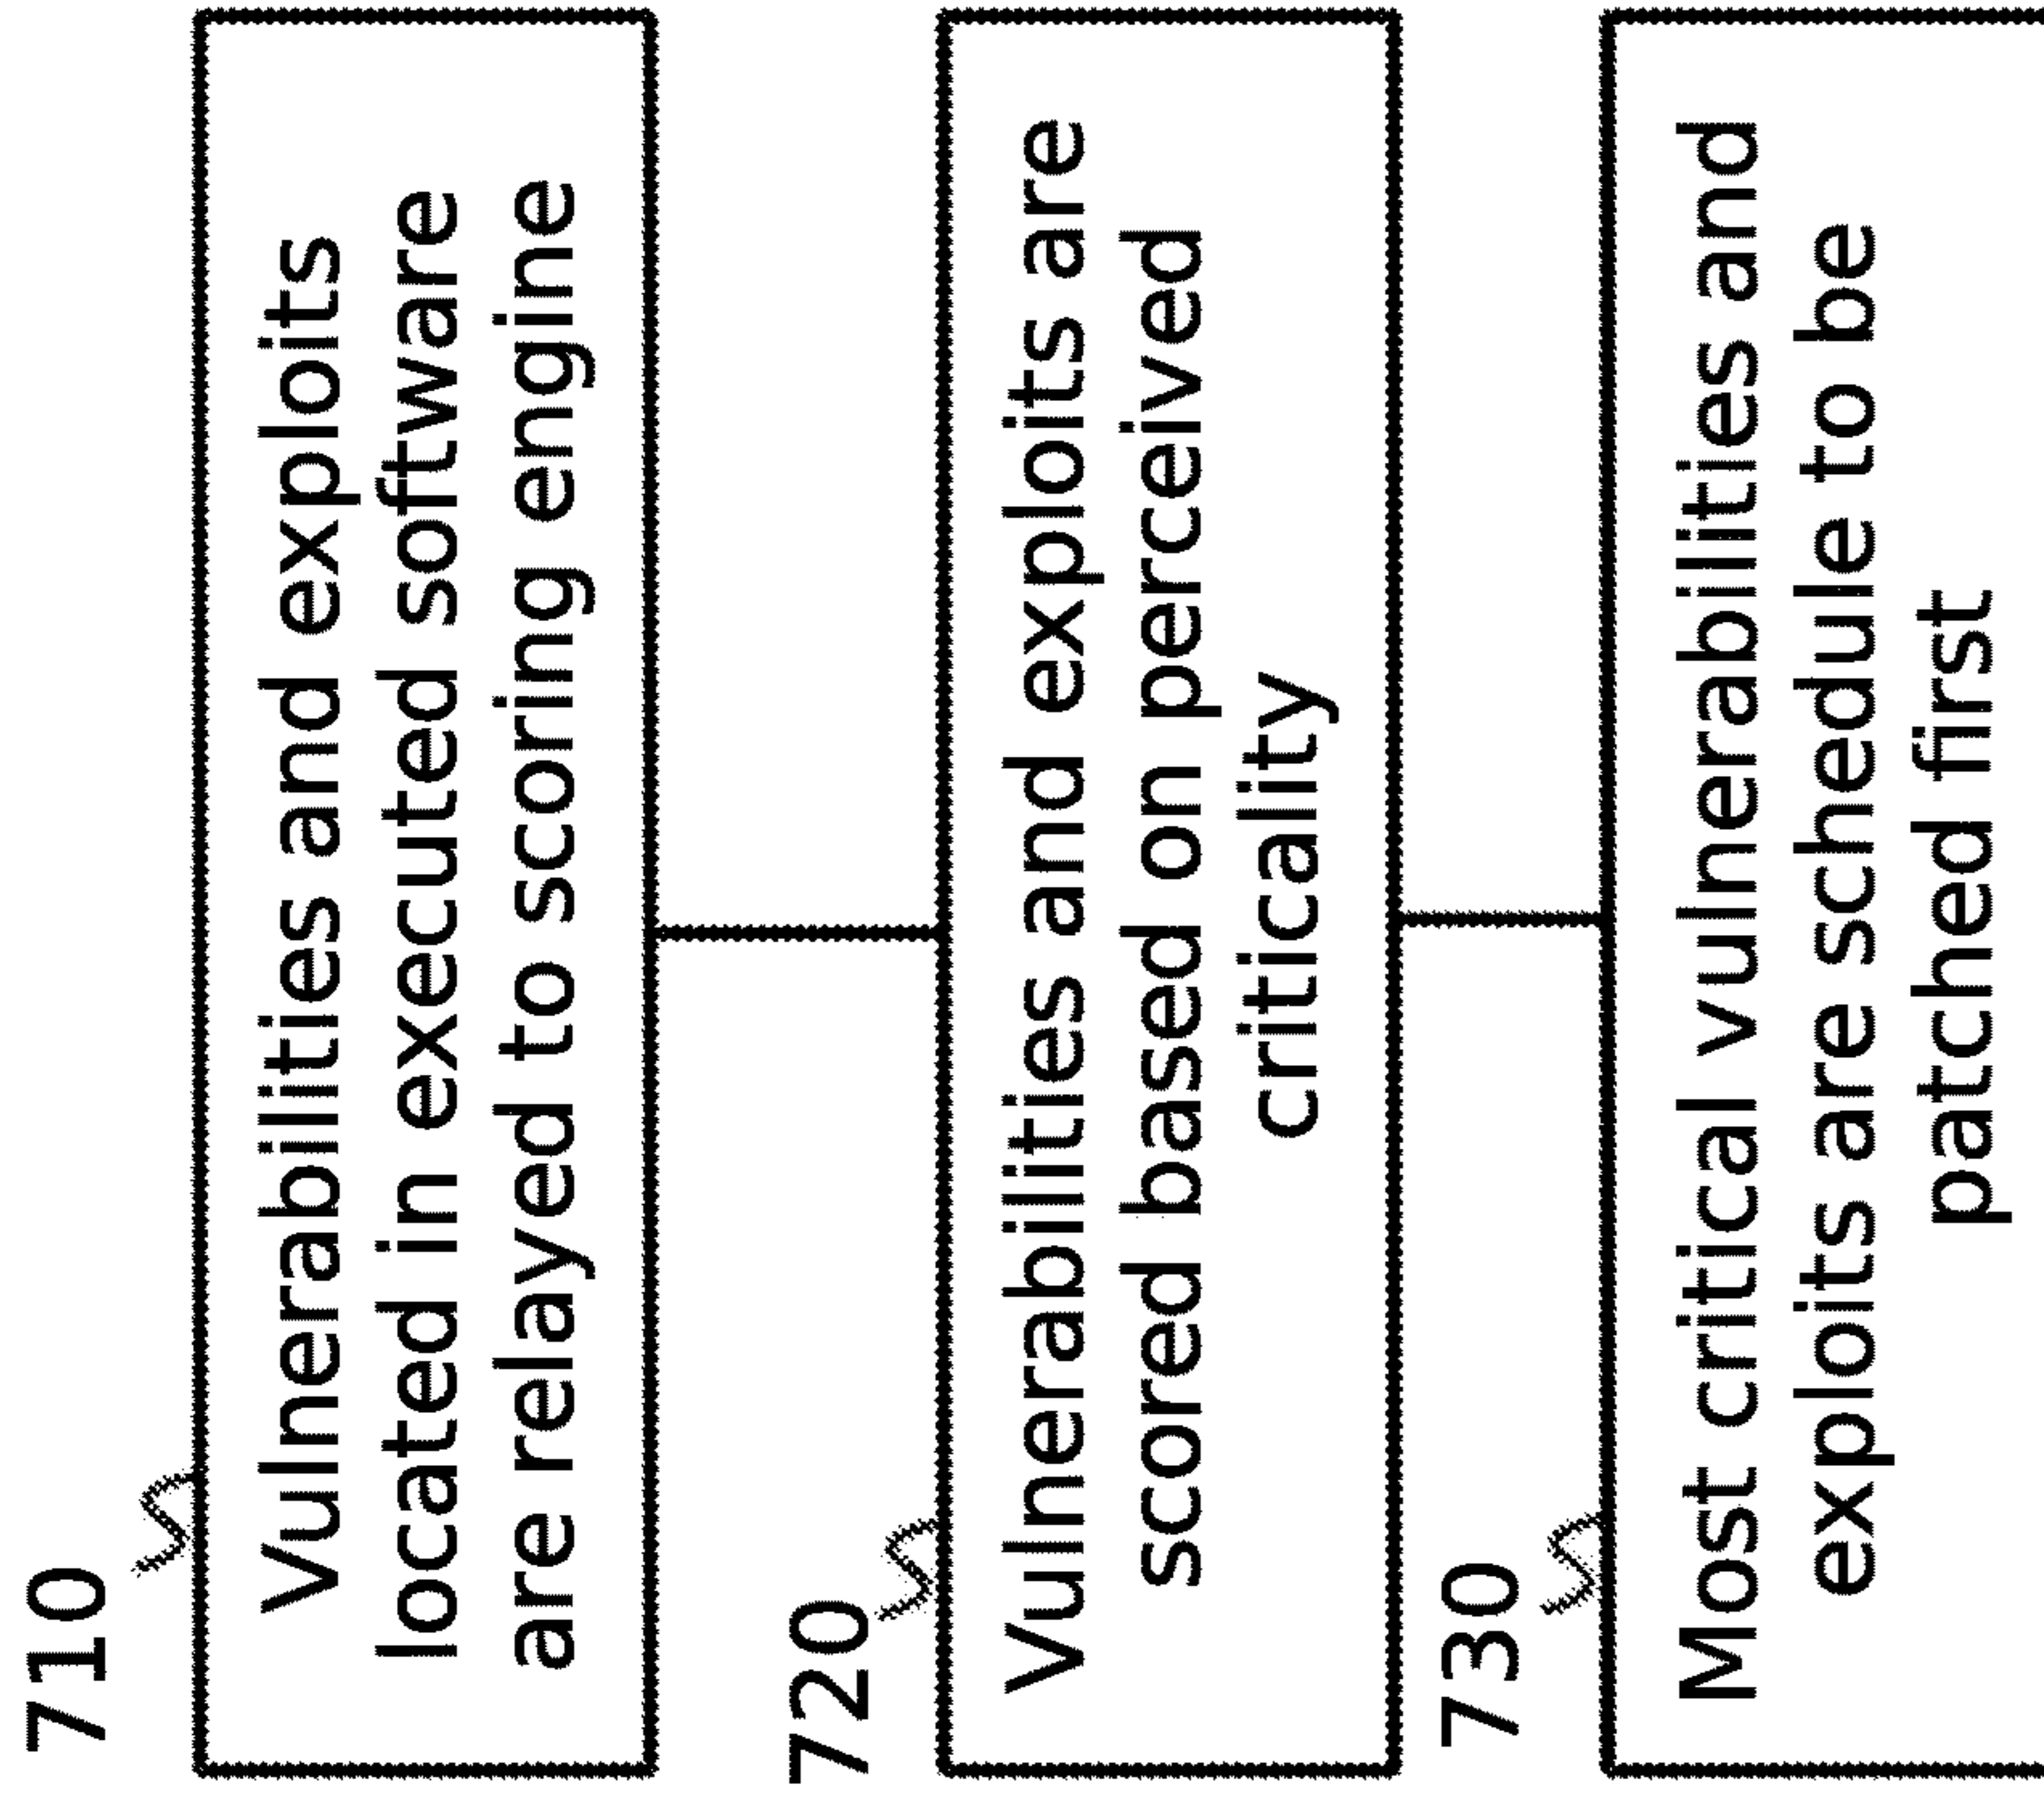 710
Vulnerabilities and exploits
located in executed software
are relayed to scoring engine
720
Vulnerabilities and exploits are
scored based on perceived
criticality
730
Most critical vulnerabilities and
exploits are schedule to be
patched first